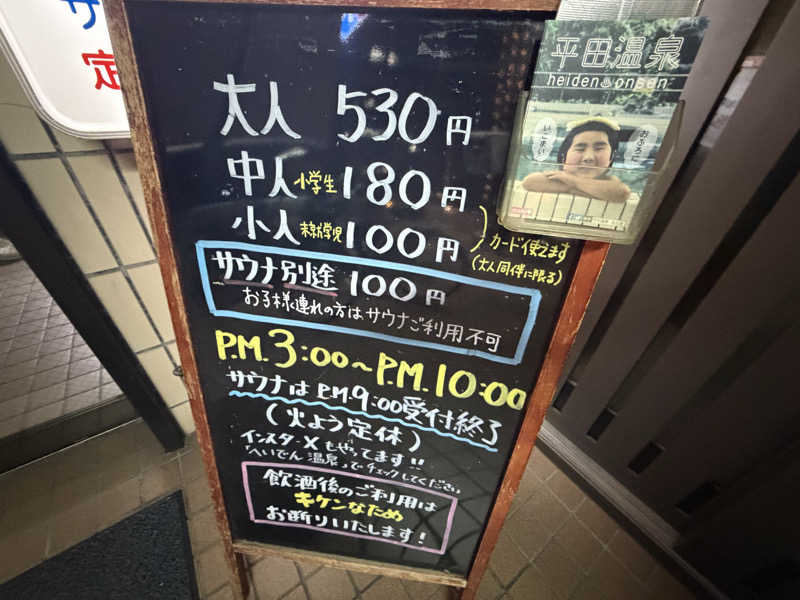 サ
定
大人 530円
中人 小学生 180円
小人 未就学児 100円
カード使えます
(大人同伴に限る)
サウナ別途 100円
お子様連れの方はサウナご利用不可
P.M.3:00~P.M.10:00
サウナはP.M.9:00受付終了
(火よう定休)
インスタ・Xもやってます!!
「へいでん温泉」でチェックしてください
飲酒後のご利用は
キケンなため
お断りいたします!
平田温泉
heiden onsen